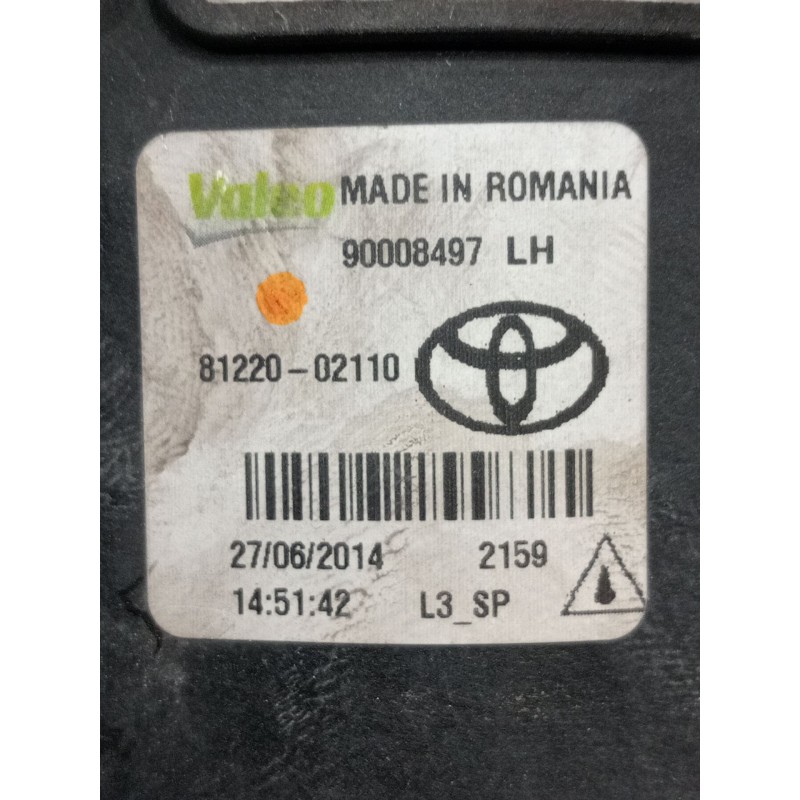 Valeo MADE IN ROMANIA
90008497 LH
81220-02110
27/06/2014 2159
14:51:42 L3_SP